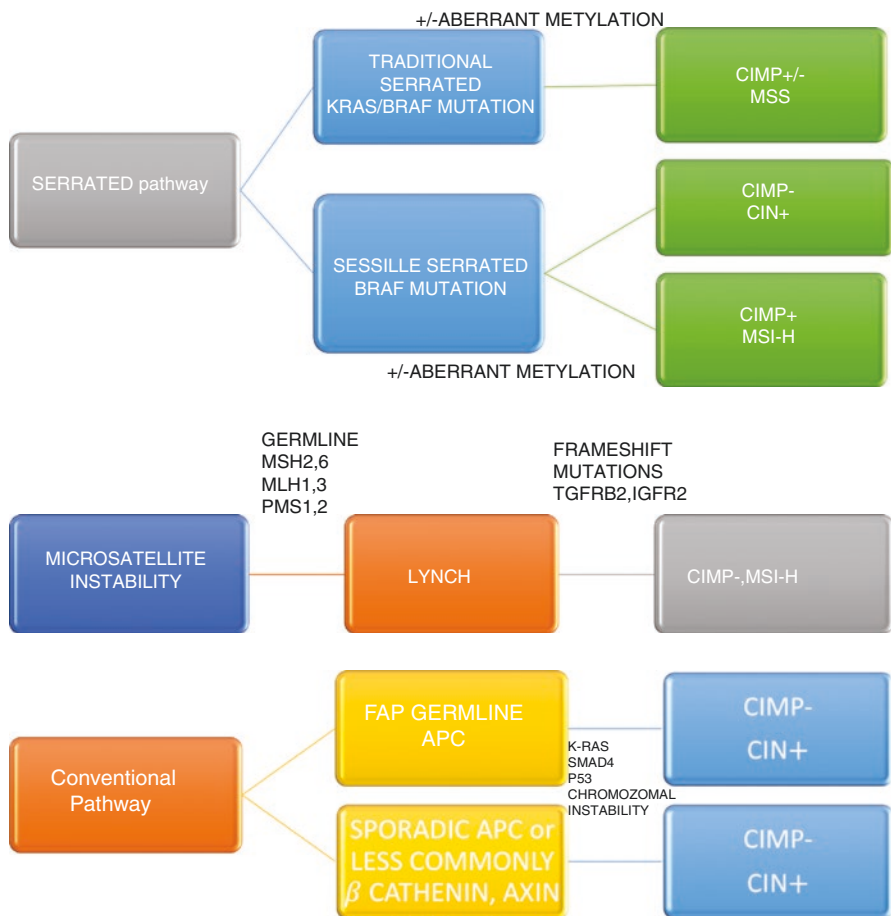 +/-ABERRANT METYLATION
TRADITIONAL
SERRATED
KRAS/BRAF MUTATION
CIMP+/-
MSS
SERRATED pathway
CIMP-
CIN+
SESSILLE SERRATED
BRAF MUTATION
CIMP+
MSI-H
+/-ABERRANT METYLATION
GERMLINE
MSH2,6
MLH1,3
PMS1,2
FRAMESHIFT
MUTATIONS
TGFRB2,IGFR2
MICROSATELLITE
INSTABILITY
LYNCH
CIMP-,MSI-H
FAP GERMLINE
APC
CIMP-
CIN+
K-RAS
SMAD4
P53
CHROMOZOMAL
INSTABILITY
Conventional
Pathway
SPORADIC APC or
LESS COMMONLY
β CATHENIN, AXIN
CIMP-
CIN+